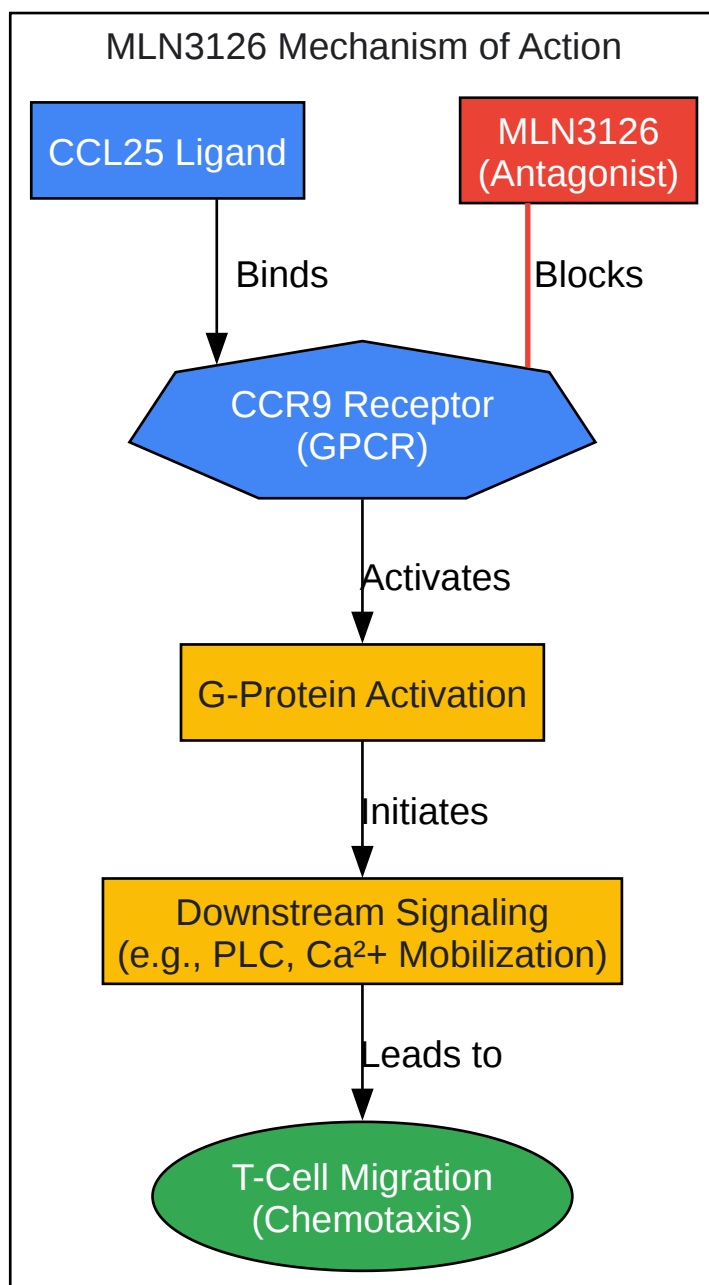 MLN3126 Mechanism of Action
CCL25 Ligand
MLN3126
(Antagonist)
Binds
Blocks
CCR9 Receptor
(GPCR)
Activates
G-Protein Activation
Initiates
Downstream Signaling
(e.g., PLC, Ca²+ Mobilization)
Leads to
T-Cell Migration
(Chemotaxis)